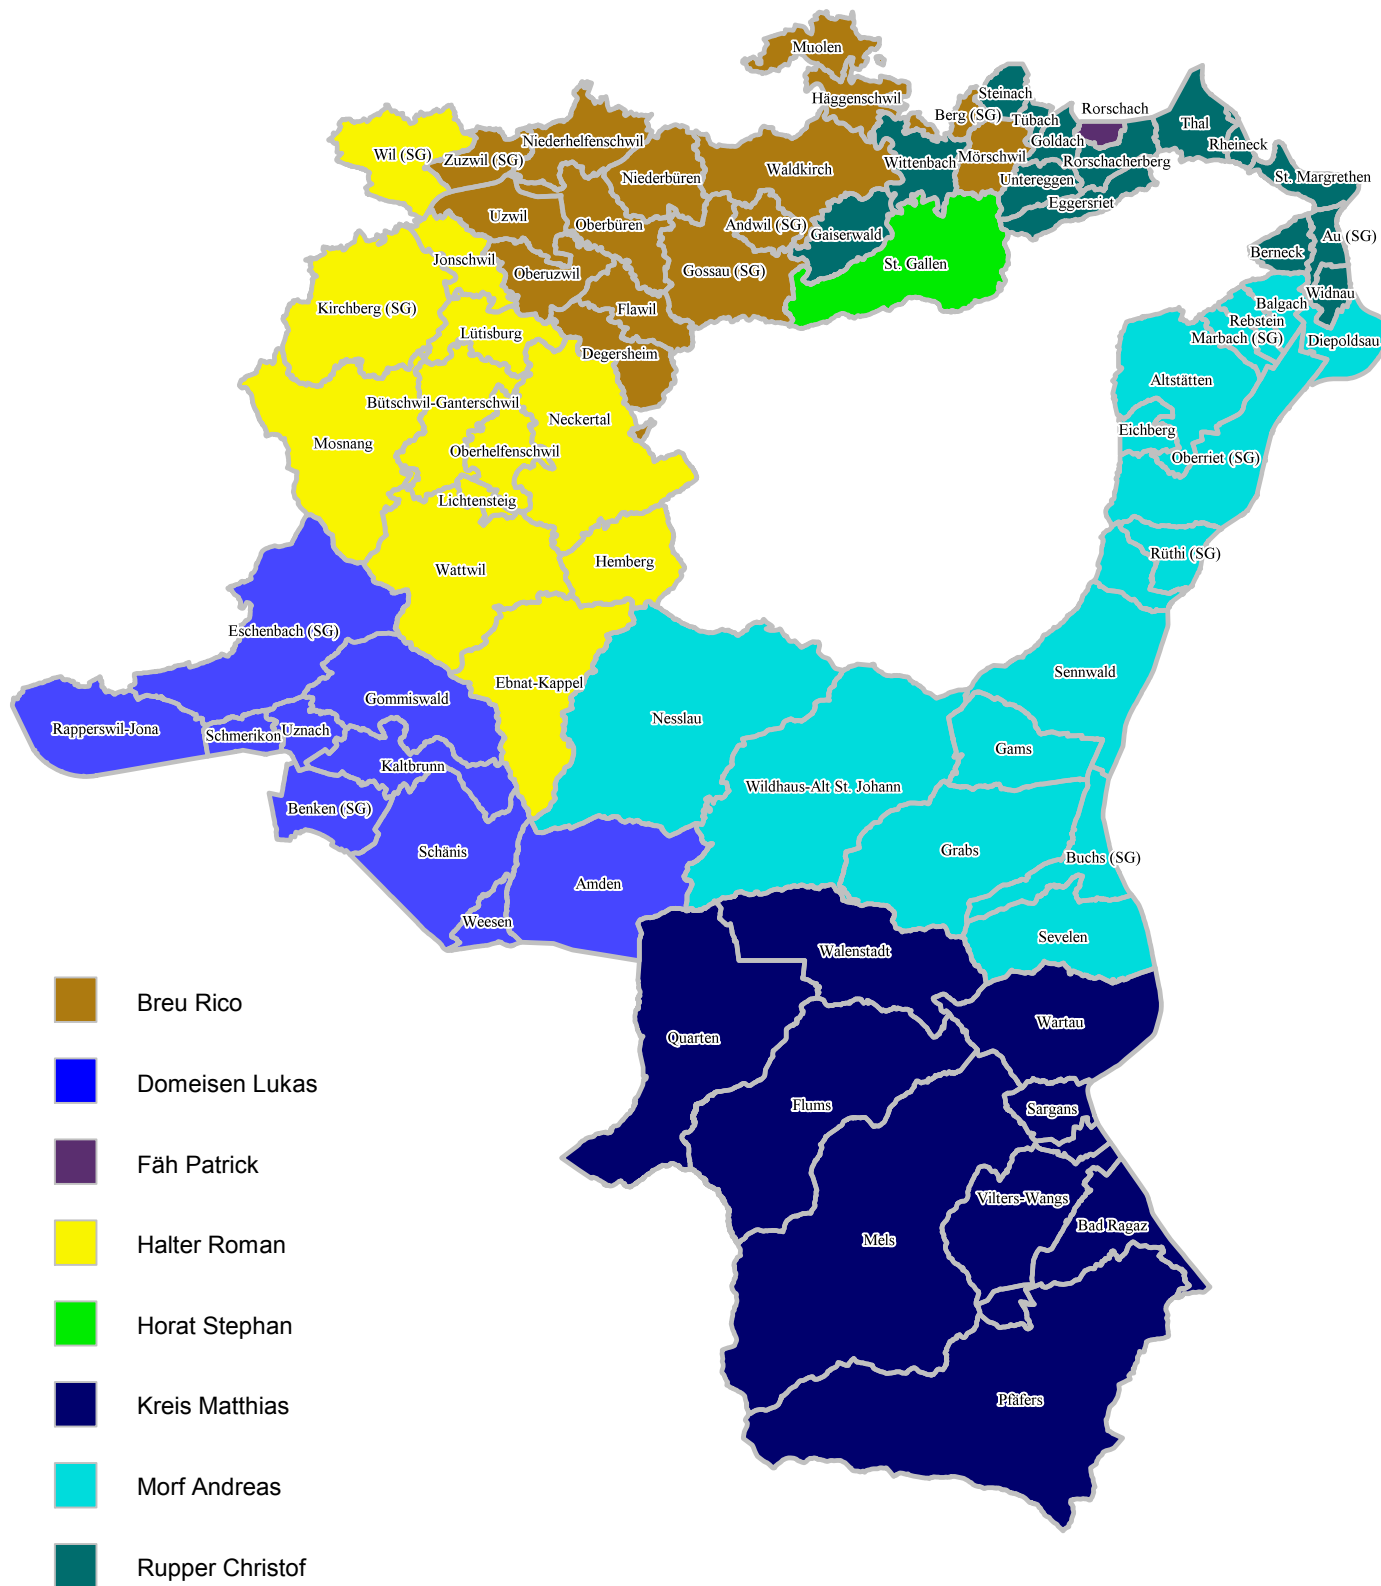 Muolen
Häggenschwil
Steinach
Berg (SG)
Tübach
Rorschach
Goldach
Thal
Rheineck
Wil (SG)
Zuzwil (SG)
Niederhelfenschwil
Niederbüren
Waldkirch
Wittenbach
Mörschwil
Rorschacherberg
Untereggen
St. Margrethen
Eggersriet
Uzwil
Oberbüren
Andwil (SG)
Gaiserwald
Au (SG)
Berneck
Jonschwil
Oberuzwil
Gossau (SG)
St. Gallen
Widnau
Balgach
Kirchberg (SG)
Flawil
Rebstein
Lütisburg
Marbach (SG)
Diepoldsau
Degersheim
Altstätten
Bütschwil-Ganterschwil
Neckertal
Eichberg
Mosnang
Oberhelfenschwil
Oberriet (SG)
Lichtensteig
Rüthi (SG)
Wattwil
Hemberg
Eschenbach (SG)
Sennwald
Ebnat-Kappel
Gommiswald
Nesslau
Rapperswil-Jona
Schmerikon
Uznach
Gams
Kaltbrunn
Wildhaus-Alt St. Johann
Benken (SG)
Schänis
Grabs
Buchs (SG)
Amden
Weesen
Sevelen
Walenstadt
Wartau
Quarten
Flums
Sargans
Vilters-Wangs
Bad Ragaz
Mels
Pfäfers
Breu Rico
Domeisen Lukas
Fäh Patrick
Halter Roman
Horat Stephan
Kreis Matthias
Morf Andreas
Rupper Christof